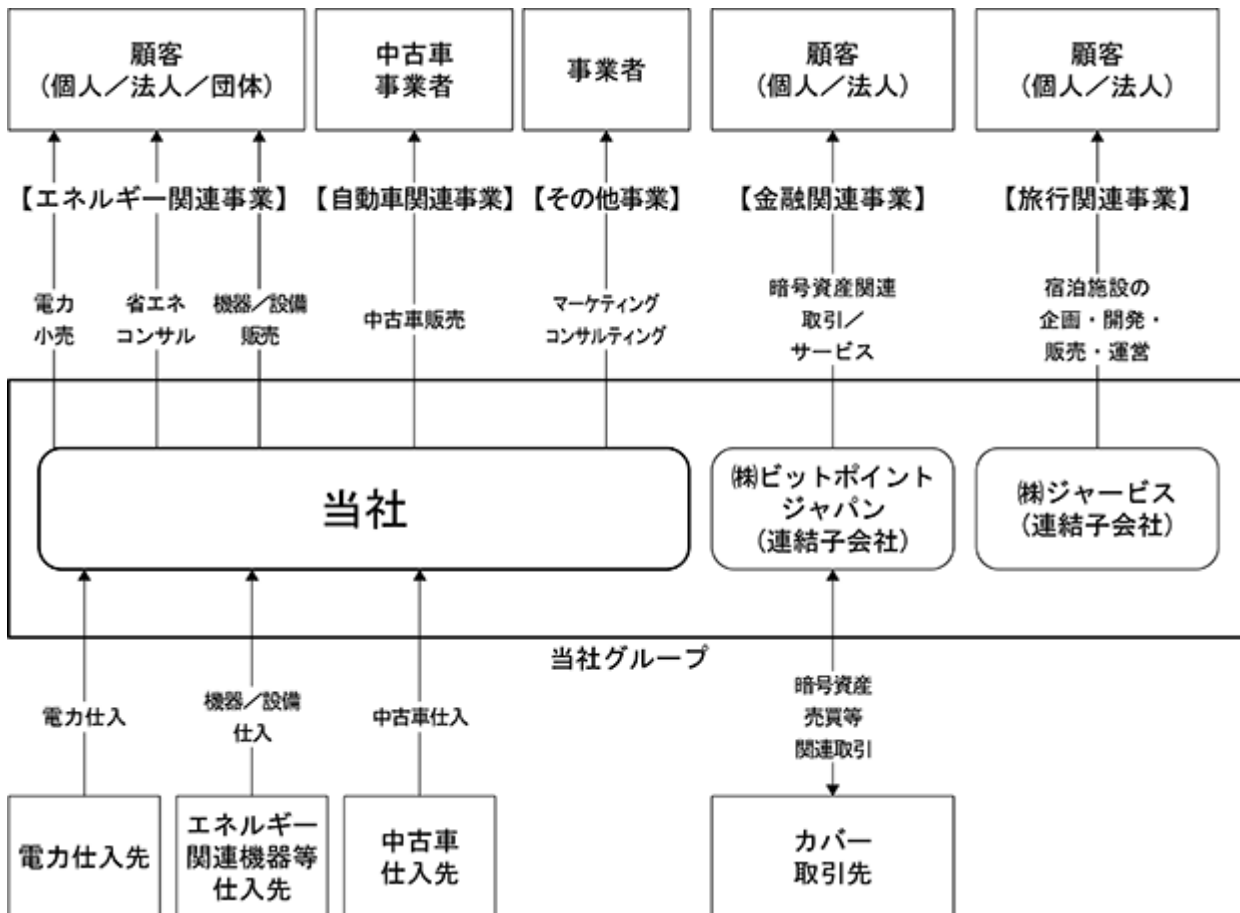 顧客
（個人／法人／団体）
中古車
事業者
事業者
顧客
（個人／法人）
顧客
（個人／法人）
【エネルギー関連事業】
【自動車関連事業】
【その他事業】
【金融関連事業】
【旅行関連事業】
電力
小売
省エネ
コンサル
機器／設備
販売
中古車販売
マーケティング
コンサルティング
暗号資産関連
取引／
サービス
宿泊施設の
企画・開発・
販売・運営
当社
㈱ビットポイント
ジャパン
（連結子会社）
㈱ジャービス
（連結子会社）
当社グループ
電力仕入
機器／設備
仕入
中古車仕入
暗号資産
売買等
関連取引
電力仕入先
エネルギー
関連機器等
仕入先
中古車
仕入先
カバー
取引先